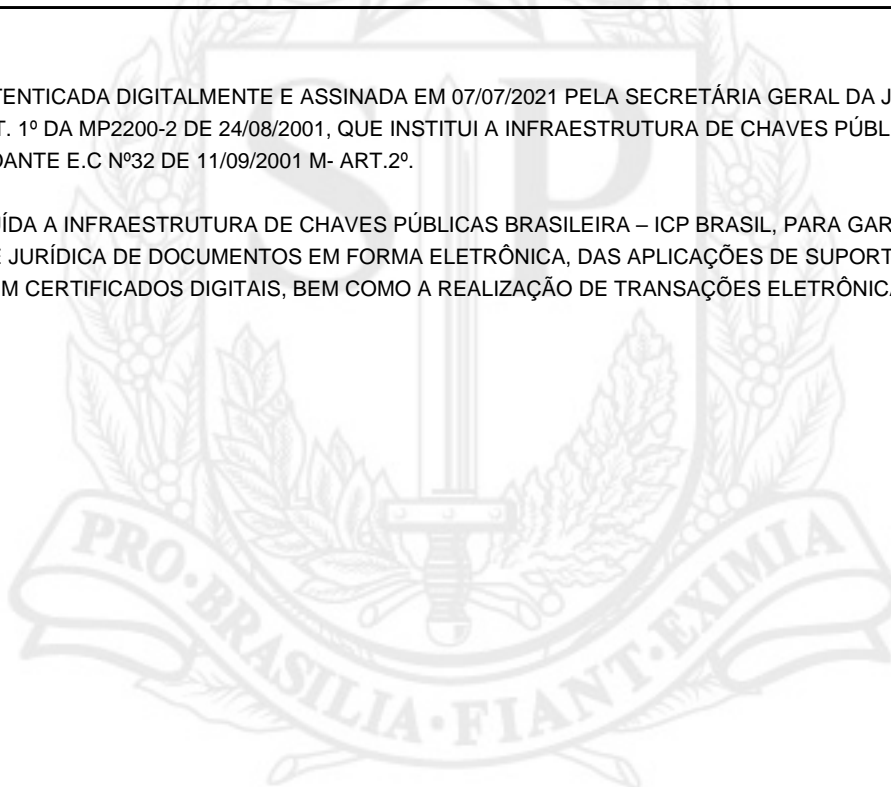 TENTICADA DIGITALMENTE E ASSINADA EM 07/07/2021 PELA SECRETÁRIA GERAL DA J
T. 1º DA MP2200-2 DE 24/08/2001, QUE INSTITUI A INFRAESTRUTURA DE CHAVES PÚBL
DANTE E.C Nº32 DE 11/09/2001 M- ART.2º.
ÍDA A INFRAESTRUTURA DE CHAVES PÚBLICAS BRASILEIRA – ICP BRASIL, PARA GAR
E JURÍDICA DE DOCUMENTOS EM FORMA ELETRÔNICA, DAS APLICAÇÕES DE SUPORT
M CERTIFICADOS DIGITAIS, BEM COMO A REALIZAÇÃO DE TRANSAÇÕES ELETRÔNICA
SP
PRO·BRASILIA·FIANT·EXIMIA